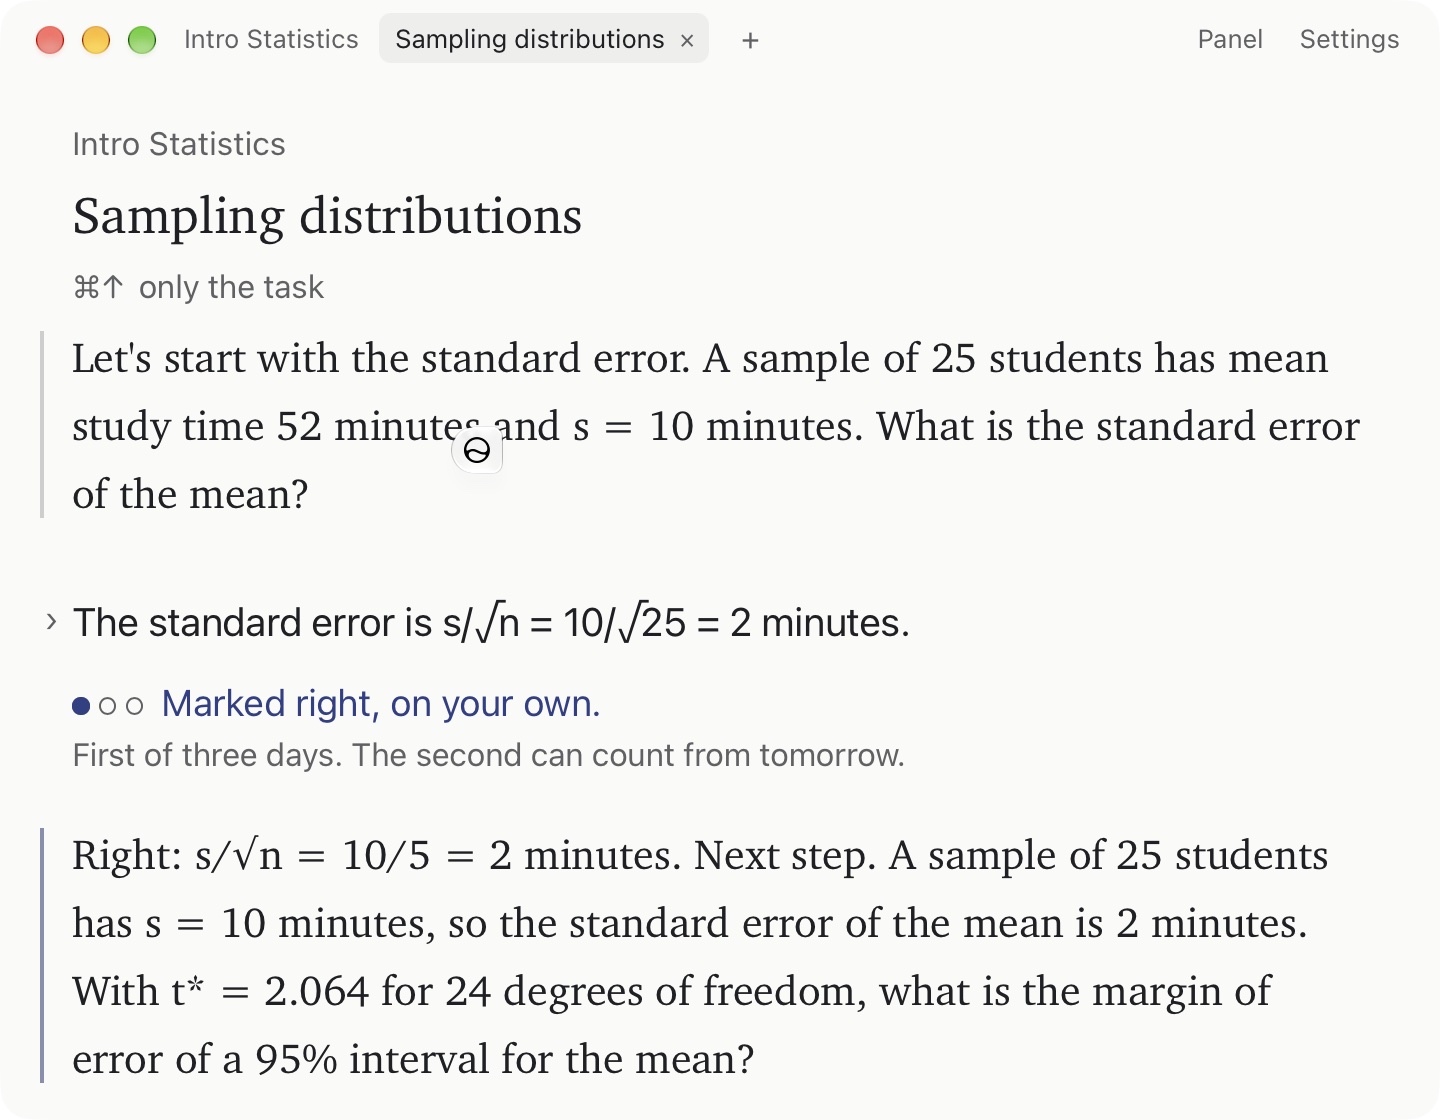 Intro Statistics
Sampling distributions ×
+
Panel
Settings
Intro Statistics
Sampling distributions
⌘↑ only the task
Let's start with the standard error. A sample of 25 students has mean
study time 52 minutes and s = 10 minutes. What is the standard error
of the mean?
› The standard error is s/√n = 10/√25 = 2 minutes.
Marked right, on your own.
First of three days. The second can count from tomorrow.
Right: s/√n = 10/5 = 2 minutes. Next step. A sample of 25 students
has s = 10 minutes, so the standard error of the mean is 2 minutes.
With t* = 2.064 for 24 degrees of freedom, what is the margin of
error of a 95% interval for the mean?